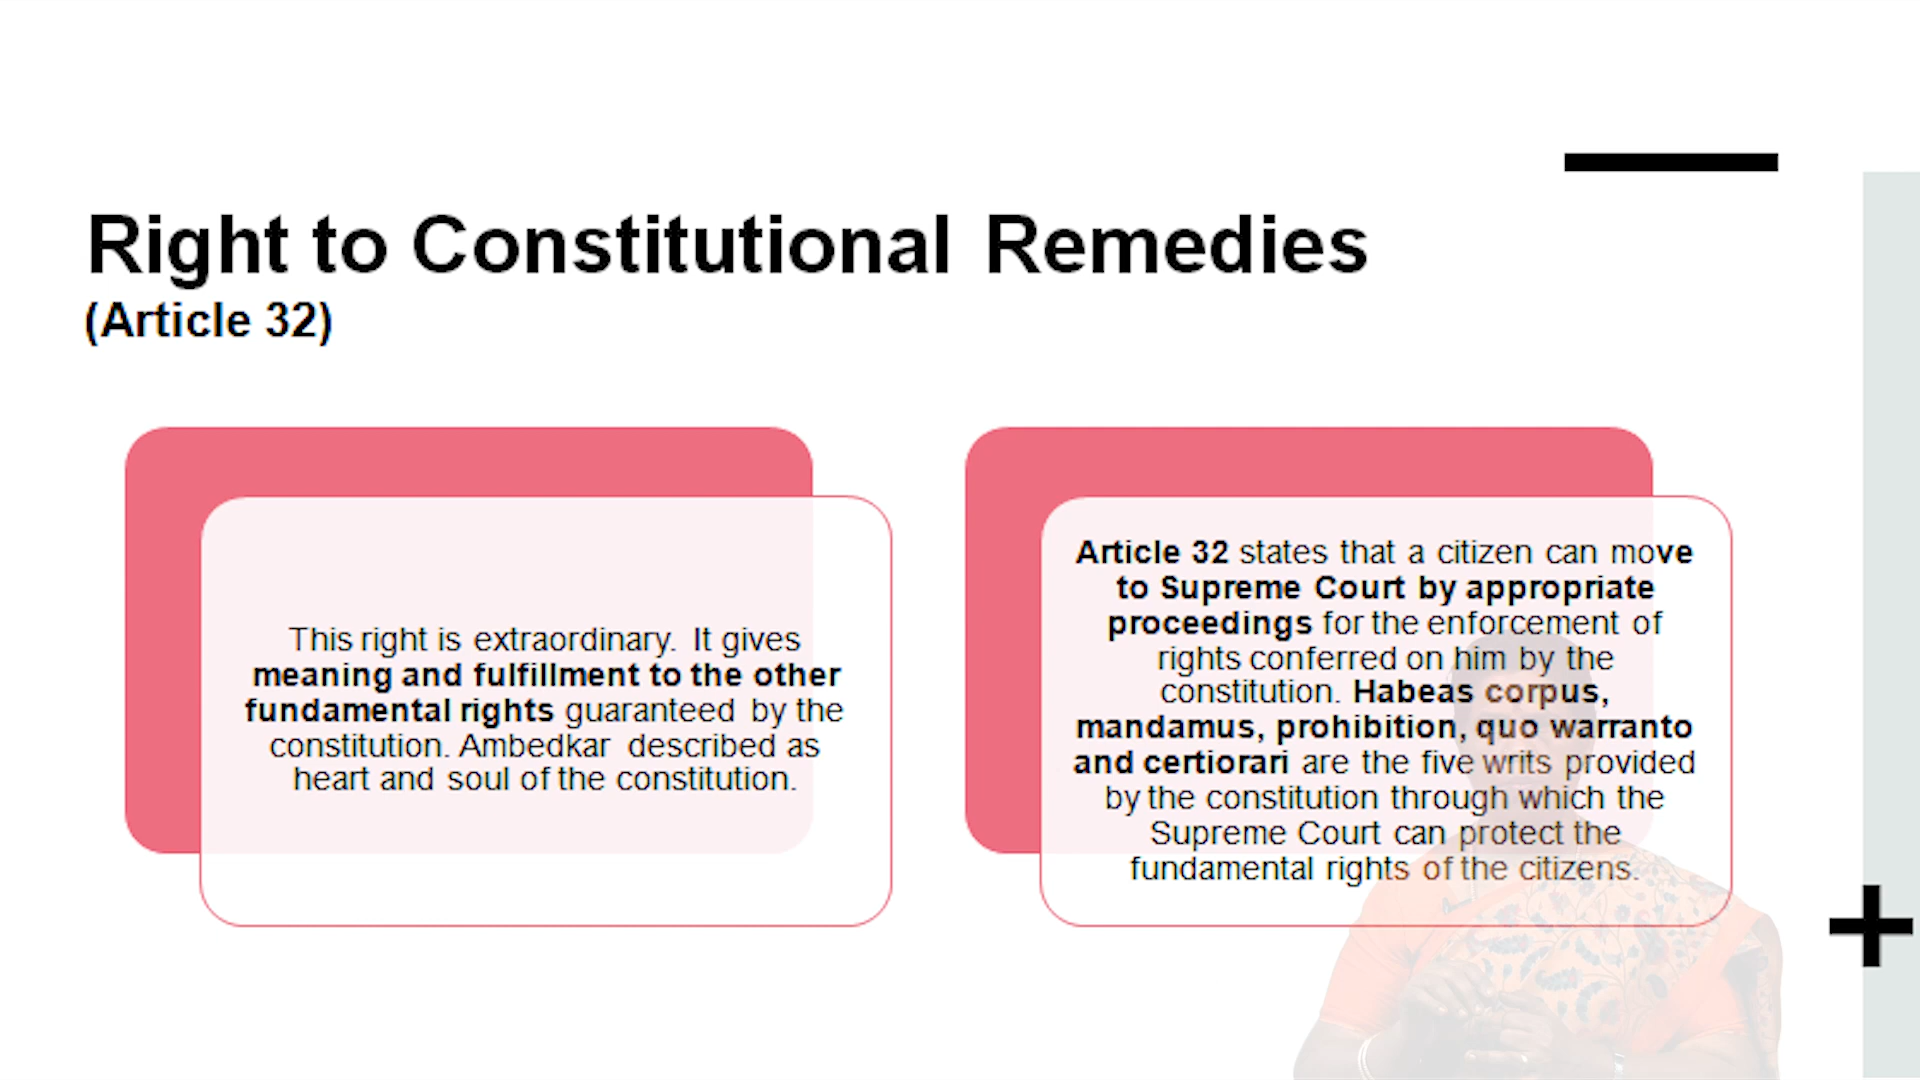 Right to Constitutional Remedies
(Article 32)
This right is extraordinary. It gives
meaning and fulfillment to the other
fundamental rights guaranteed by the
constitution. Ambedkar described as
heart and soul of the constitution.
Article 32 states that a citizen can move
to Supreme Court by appropriate
proceedings for the enforcement of
rights conferred on him by the
constitution. Habeas corpus,
mandamus, prohibition, quo warranto
and certiorari are the five writs provided
by the constitution through which the
Supreme Court can protect the
fundamental rights of the citizens.